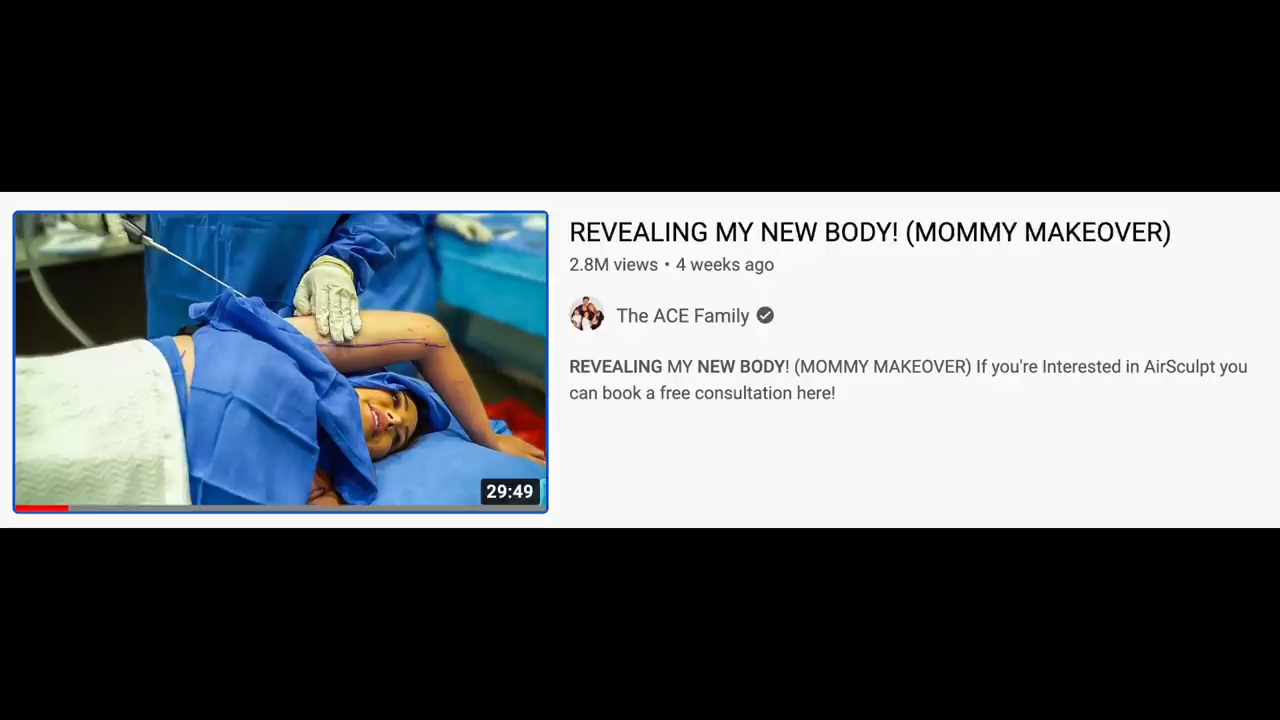 REVEALING MY NEW BODY! (MOMMY MAKEOVER)
2.8M views • 4 weeks ago
The ACE Family
REVEALING MY NEW BODY! (MOMMY MAKEOVER) If you're Interested in AirSculpt you
can book a free consultation here!
29:49